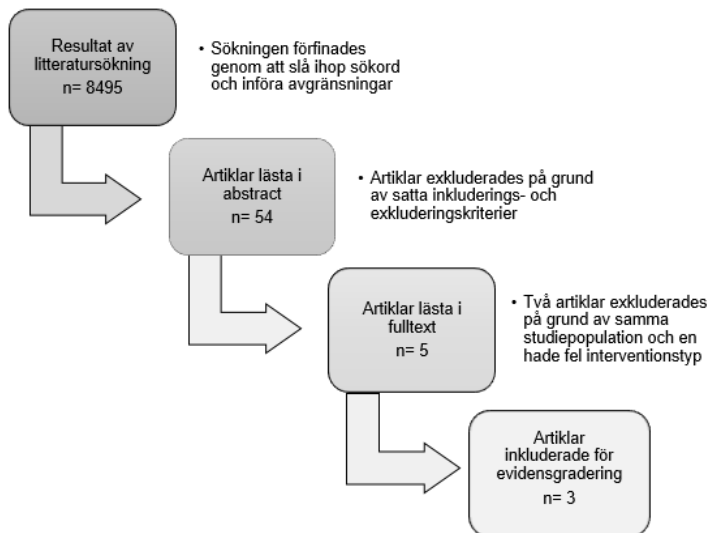 Resultat av
litteratursökning
n= 8495
• Sökningen förfinades
genom att slå ihop sökord
och införa avgränsningar
Artiklar lästa i
abstract
n= 54
• Artiklar exkluderades på grund
av satta inkluderings- och
exkluderingskriterier
Artiklar lästa i
fulltext
n= 5
• Två artiklar exkluderades
på grund av samma
studiepopulation och en
hade fel interventionstyp
Artiklar
inkluderade för
evidensgradering
n= 3